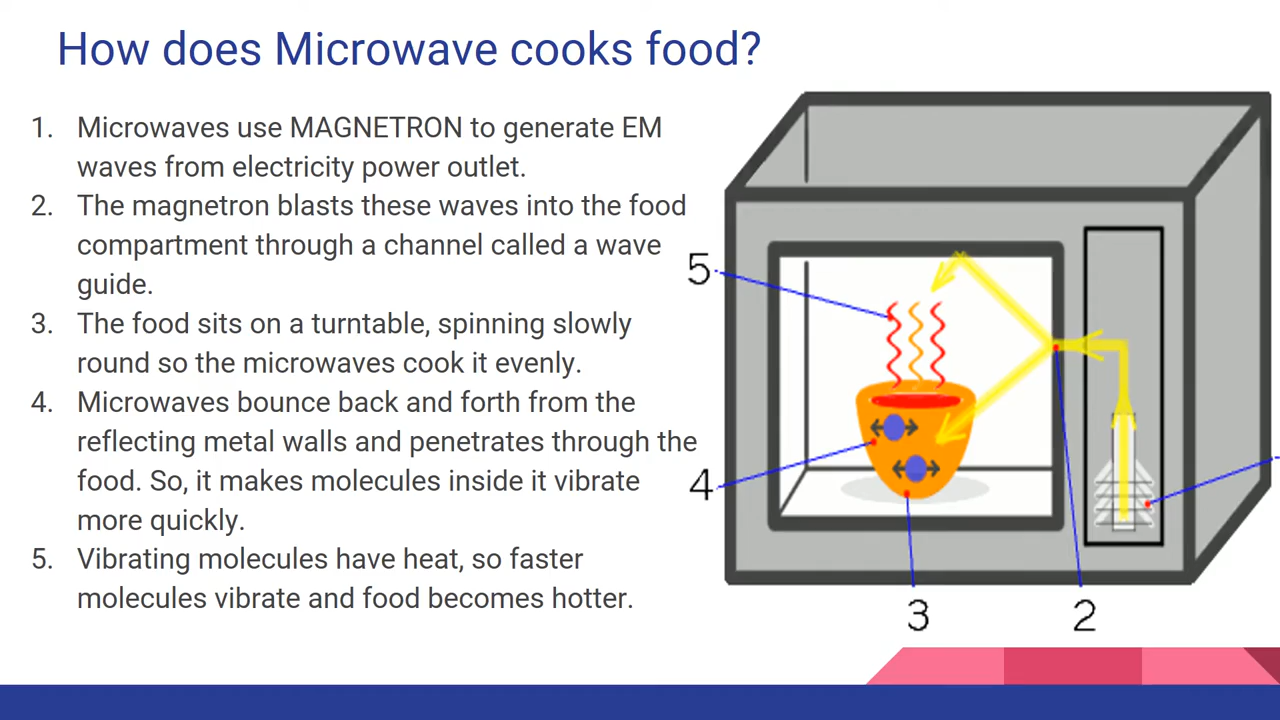 How does Microwave cooks food?
1. Microwaves use MAGNETRON to generate EM
waves from electricity power outlet.
2. The magnetron blasts these waves into the food
compartment through a channel called a wave
guide.
3. The food sits on a turntable, spinning slowly
round so the microwaves cook it evenly.
4. Microwaves bounce back and forth from the
reflecting metal walls and penetrates through the
food. So, it makes molecules inside it vibrate
more quickly.
5. Vibrating molecules have heat, so faster
molecules vibrate and food becomes hotter.
5
4
3
2